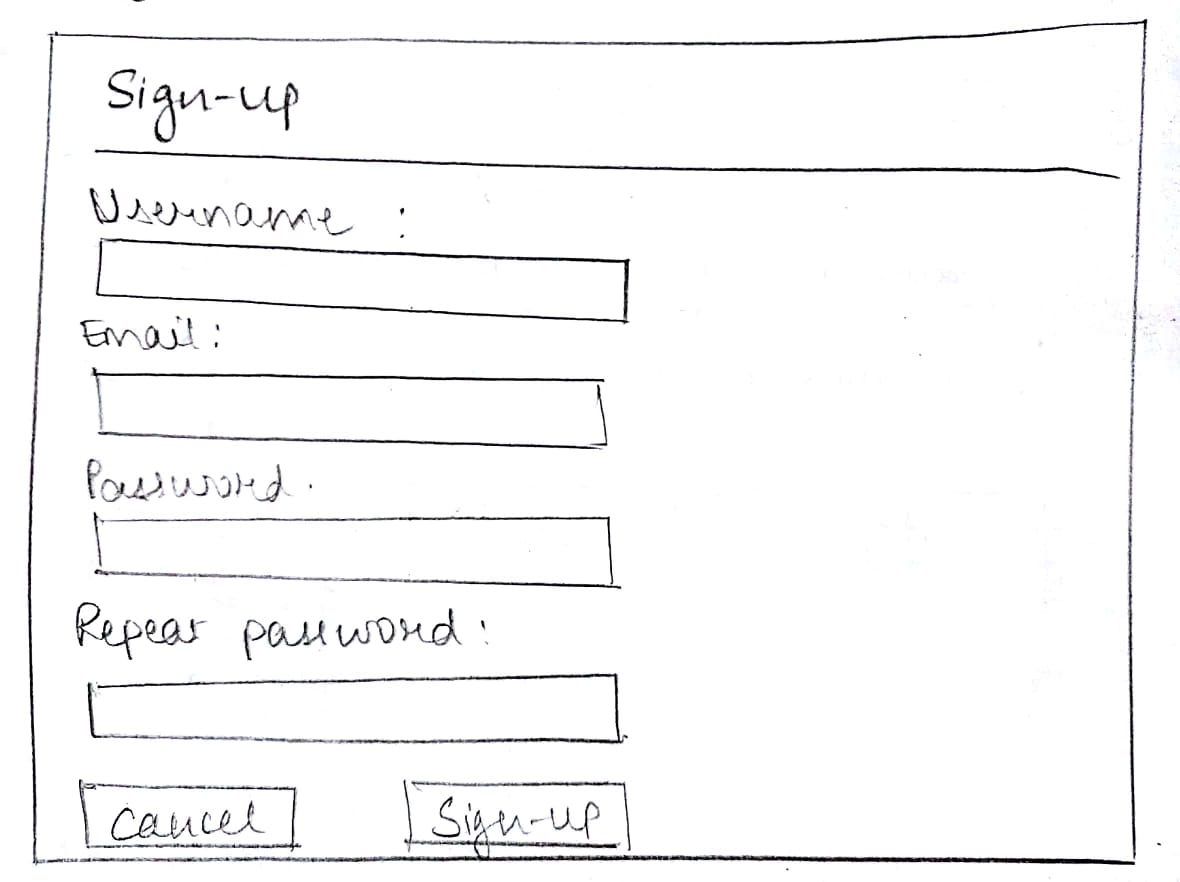 Sign-up
Username :
Email:
Password.
Repeat password:
Cancel Sign-up